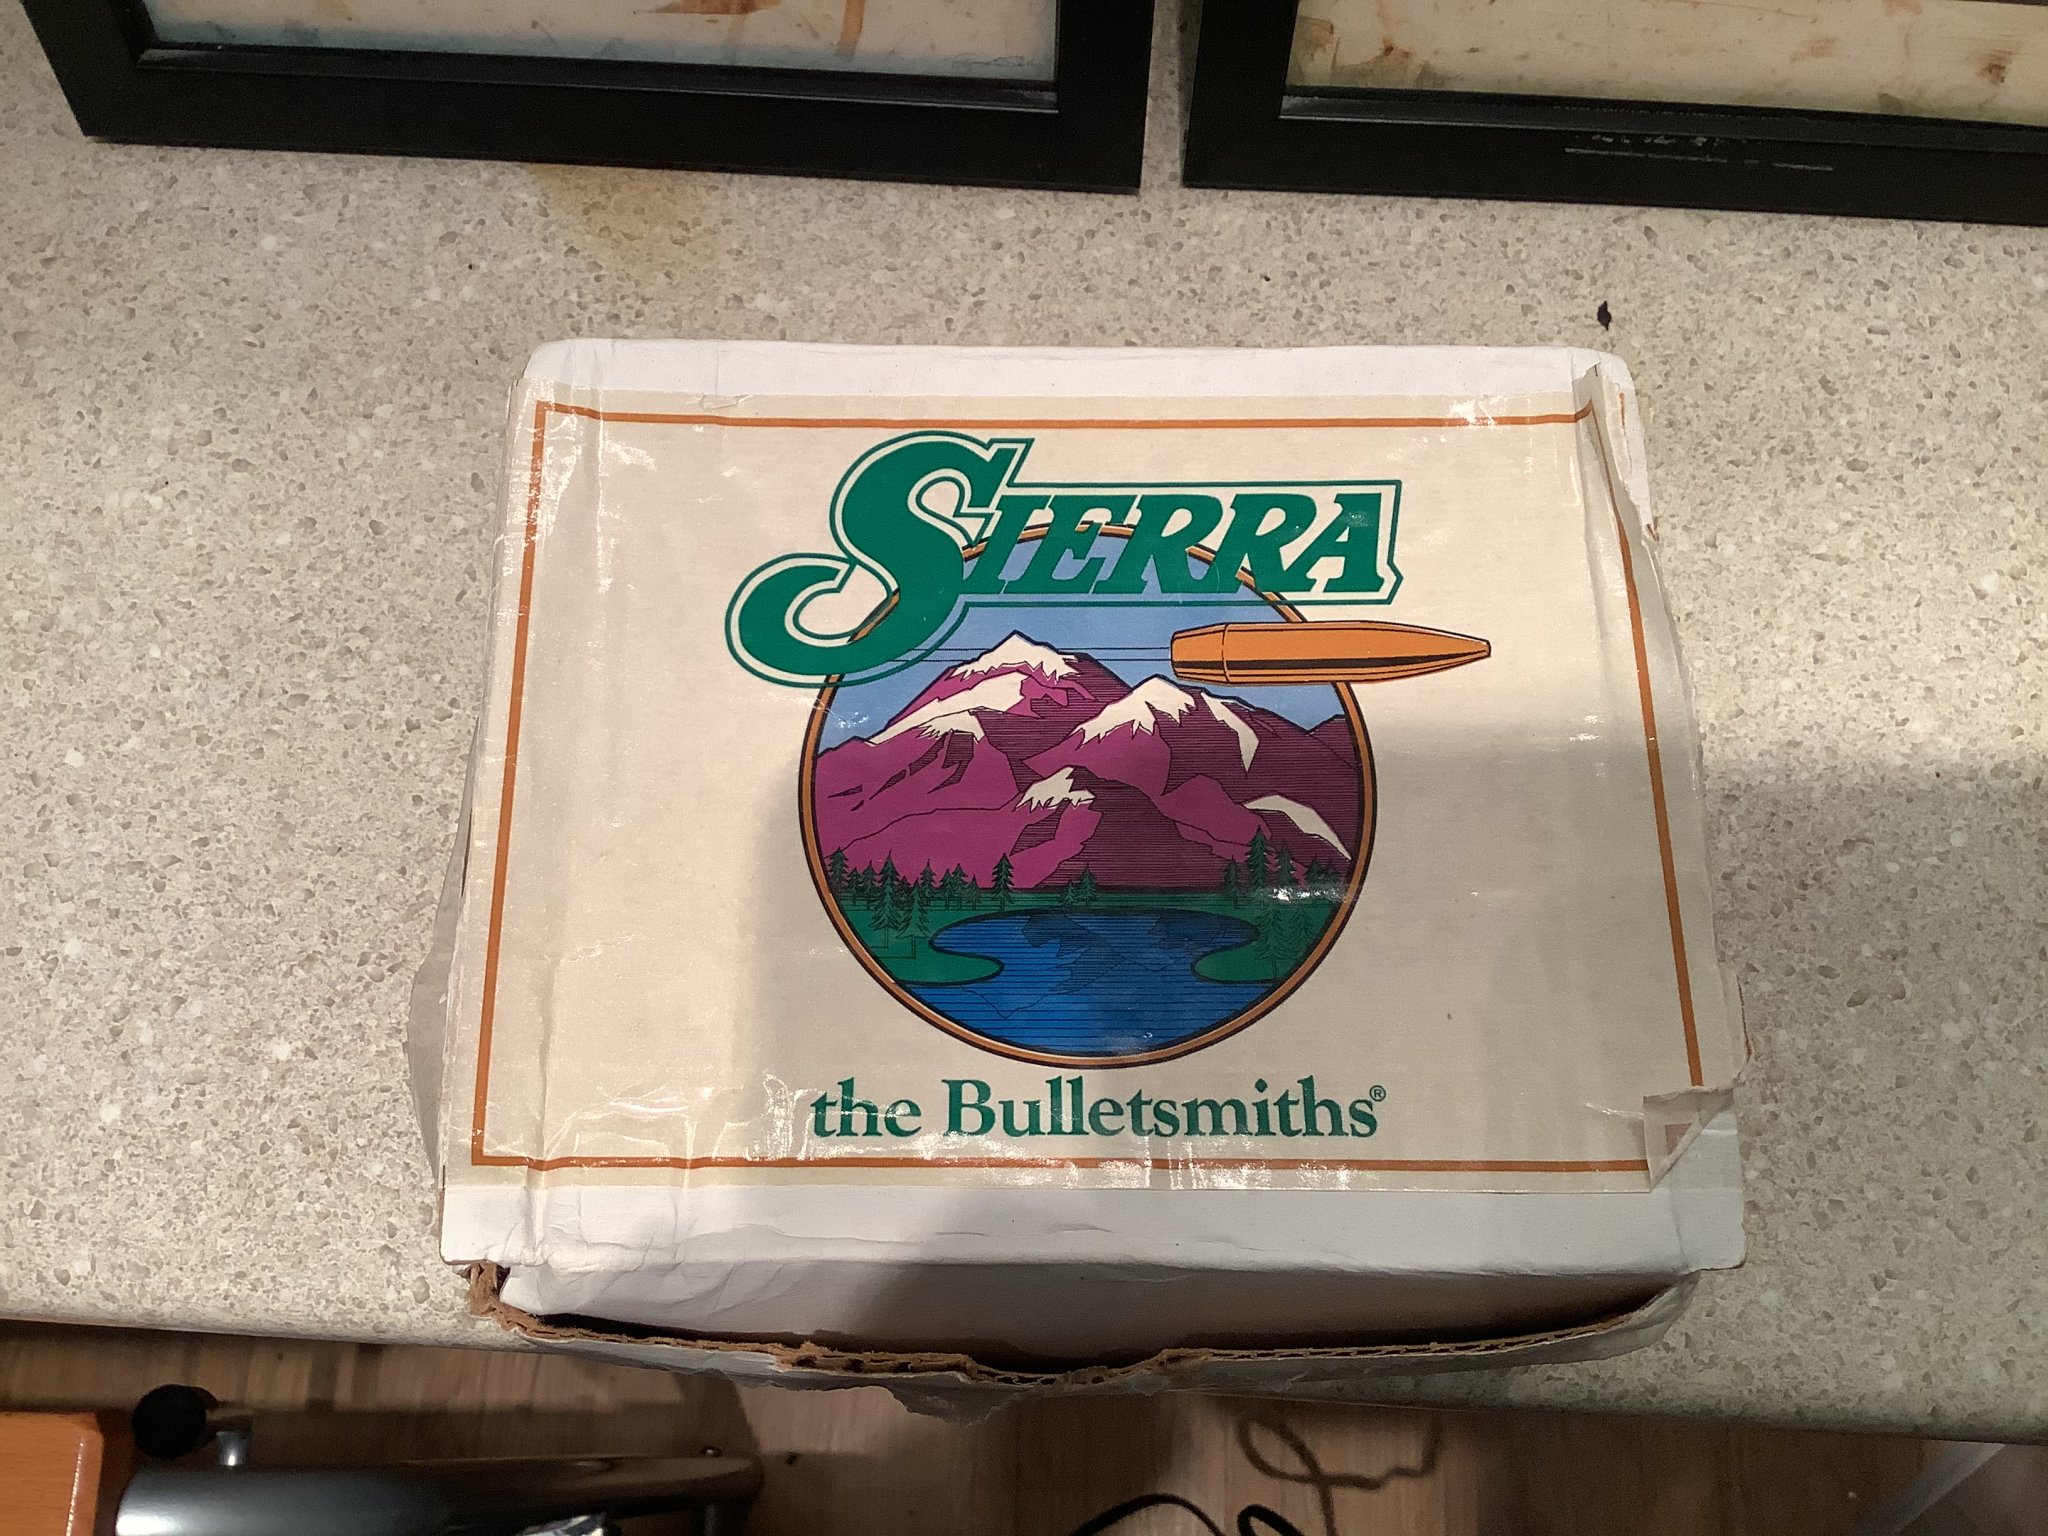 SIERRA
the Bulletsmiths®